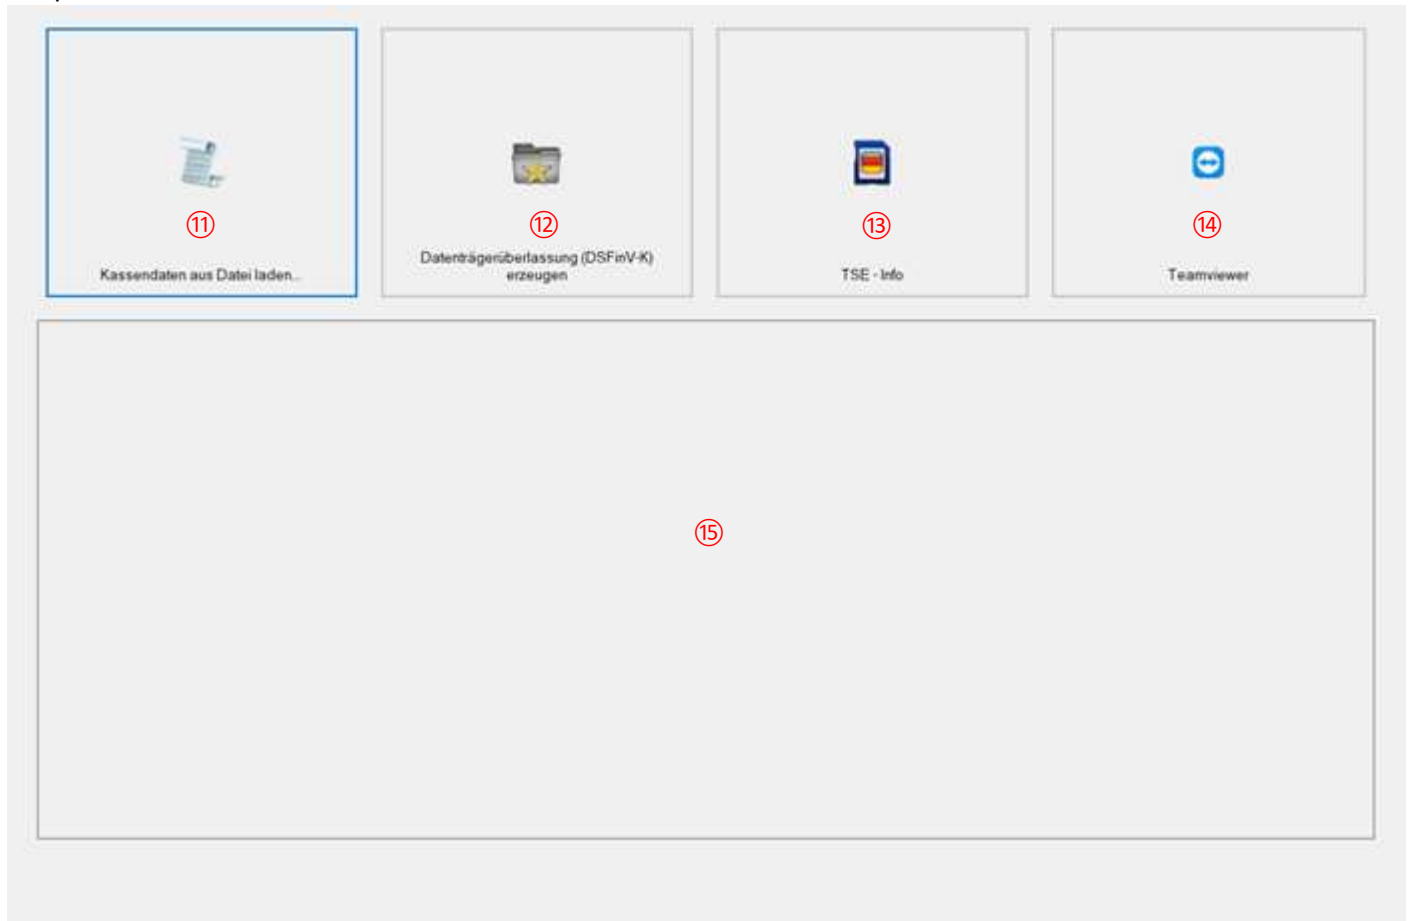 ⑪
Kassendaten aus Datei laden...
⑫
Datenträgerüberlassung (DSFinV-K)
erzeugen
⑬
TSE - Info
⑭
Teamviewer
⑮